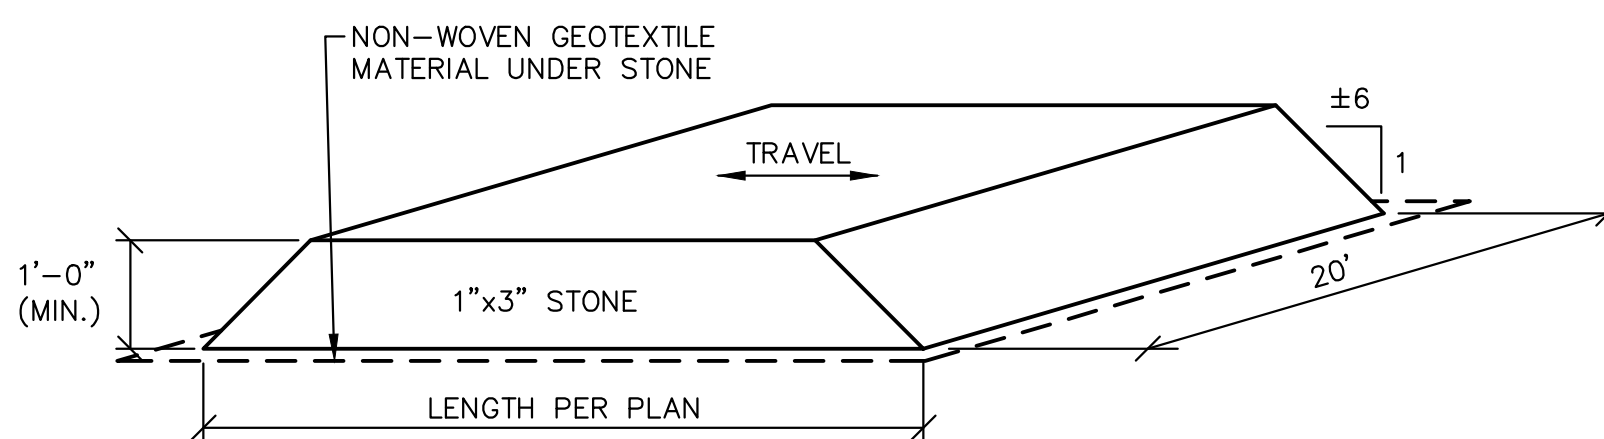 NON-WOVEN GEOTEXTILE
MATERIAL UNDER STONE
±6
1
TRAVEL
1'-0"
(MIN.)
1"x3" STONE
20'
LENGTH PER PLAN